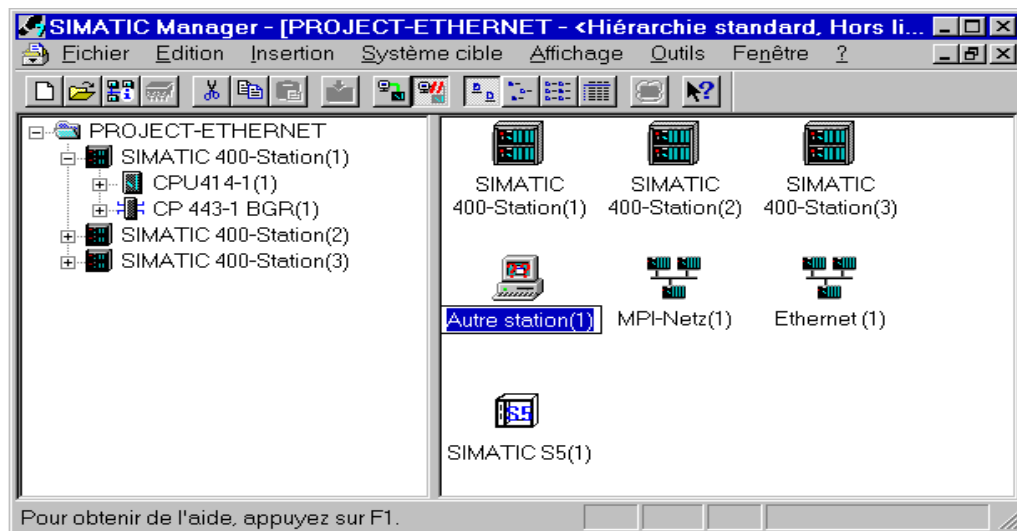 SIMATIC Manager - [PROJECT-ETHERNET - <Hiérarchie standard, Hors li...
Fichier Edition Insertion Système cible Affichage Outils Fenêtre ?
PROJECT-ETHERNET
SIMATIC 400-Station(1)
CPU414-1(1)
CP 443-1 BGR(1)
SIMATIC 400-Station(2)
SIMATIC 400-Station(3)
SIMATIC
400-Station(1)
SIMATIC
400-Station(2)
SIMATIC
400-Station(3)
Autre station(1)
MPI-Netz(1)
Ethernet (1)
S5
SIMATIC S5(1)
Pour obtenir de l'aide, appuyez sur F1.